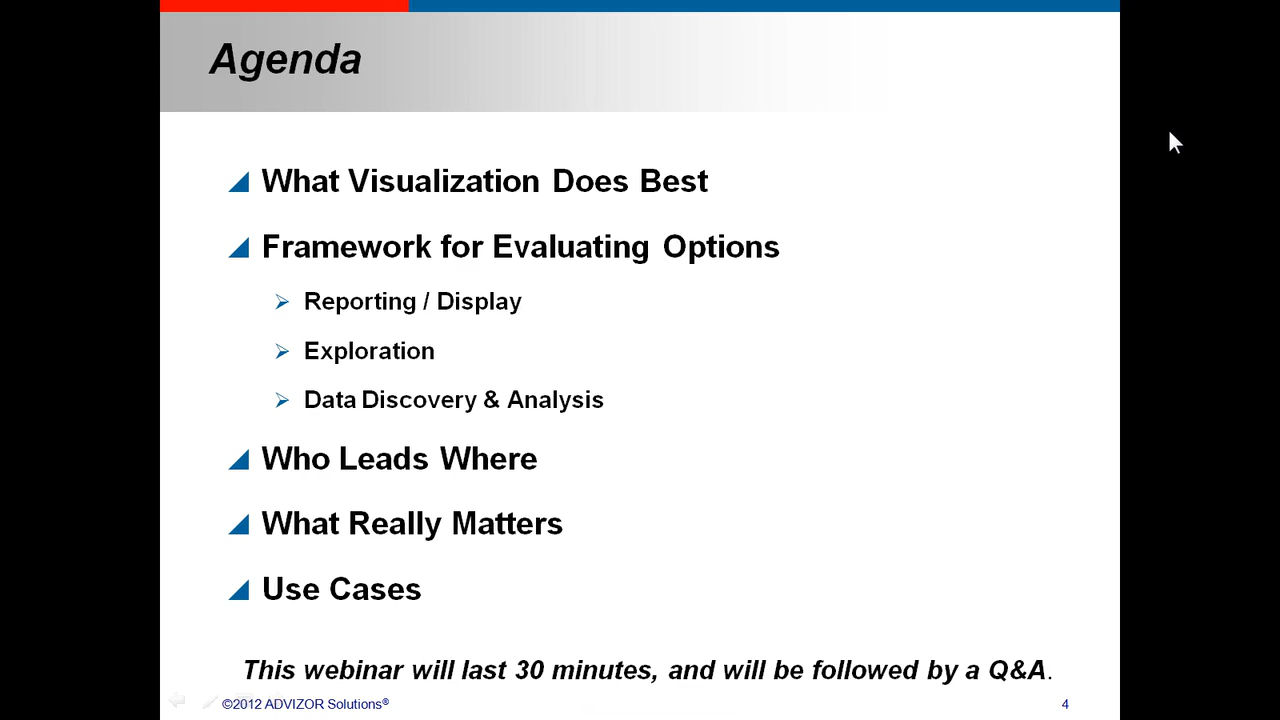 Agenda
What Visualization Does Best
Framework for Evaluating Options
Reporting / Display
Exploration
Data Discovery & Analysis
Who Leads Where
What Really Matters
Use Cases
This webinar will last 30 minutes, and will be followed by a Q&A.
©2012 ADVIZOR Solutions®
4